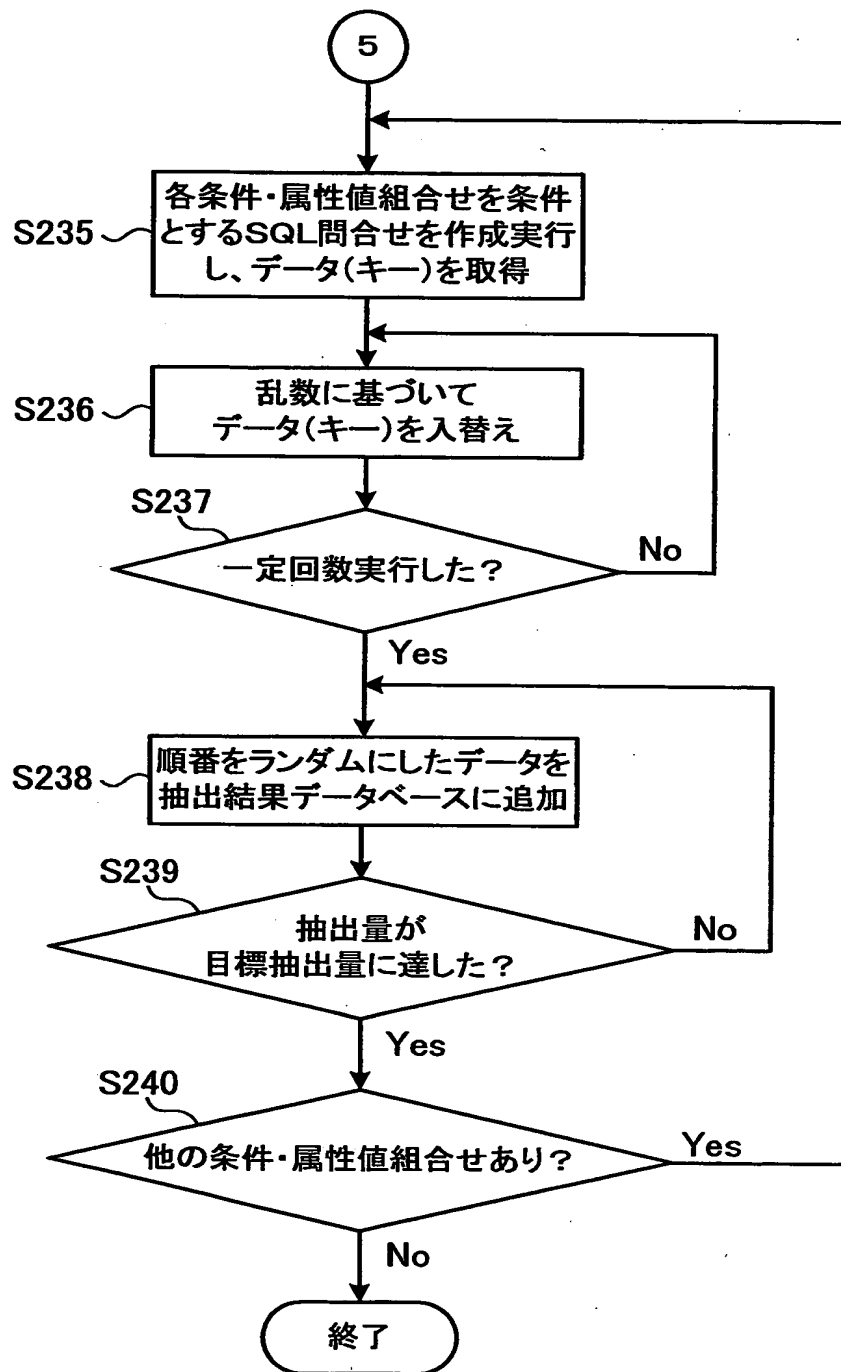 5
各条件・属性値組合せを条件
とするSQL問合せを作成実行
し、データ(キー)を取得
S235
乱数に基づいて
データ(キー)を入替え
S236
S237
一定回数実行した？
No
Yes
順番をランダムにしたデータを
抽出結果データベースに追加
S238
S239
抽出量が
目標抽出量に達した？
No
Yes
S240
他の条件・属性値組合せあり？
Yes
No
終了